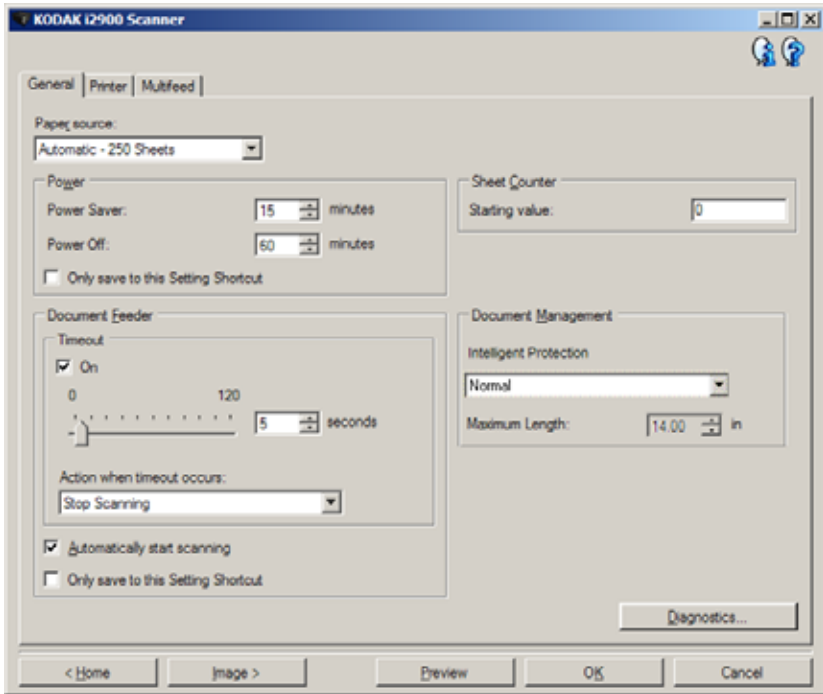 KODAK i2900 Scanner
General Printer Multifeed
Paper source:
Automatic - 250 Sheets
Power
Power Saver: 15 minutes
Power Off: 60 minutes
Only save to this Setting Shortcut
Sheet Counter
Starting value: 0
Document Feeder
Timeout
On
0 120
5 seconds
Action when timeout occurs:
Stop Scanning
Automatically start scanning
Only save to this Setting Shortcut
Document Management
Intelligent Protection
Normal
Maximum Length: 14.00 in
Diagnostics...
< Home Image > Preview OK Cancel